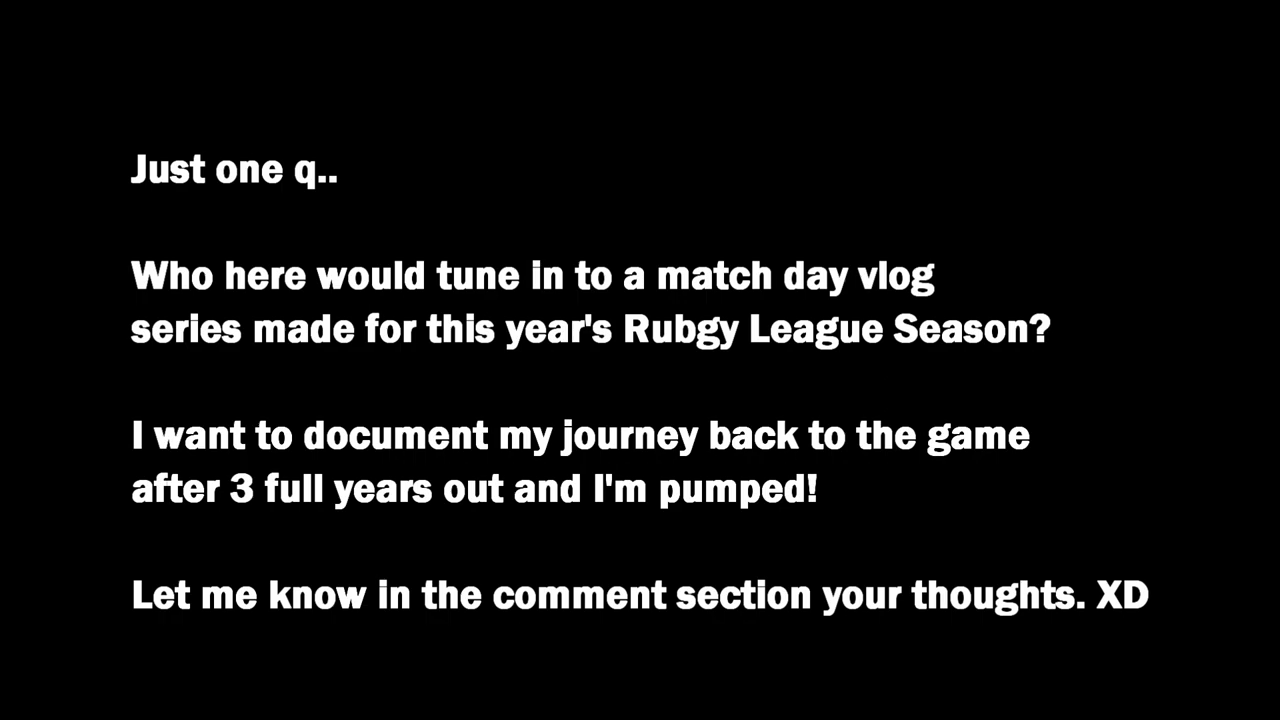 Just one q..
Who here would tune in to a match day vlog
series made for this year's Rubgy League Season?
I want to document my journey back to the game
after 3 full years out and I'm pumped!
Let me know in the comment section your thoughts. XD